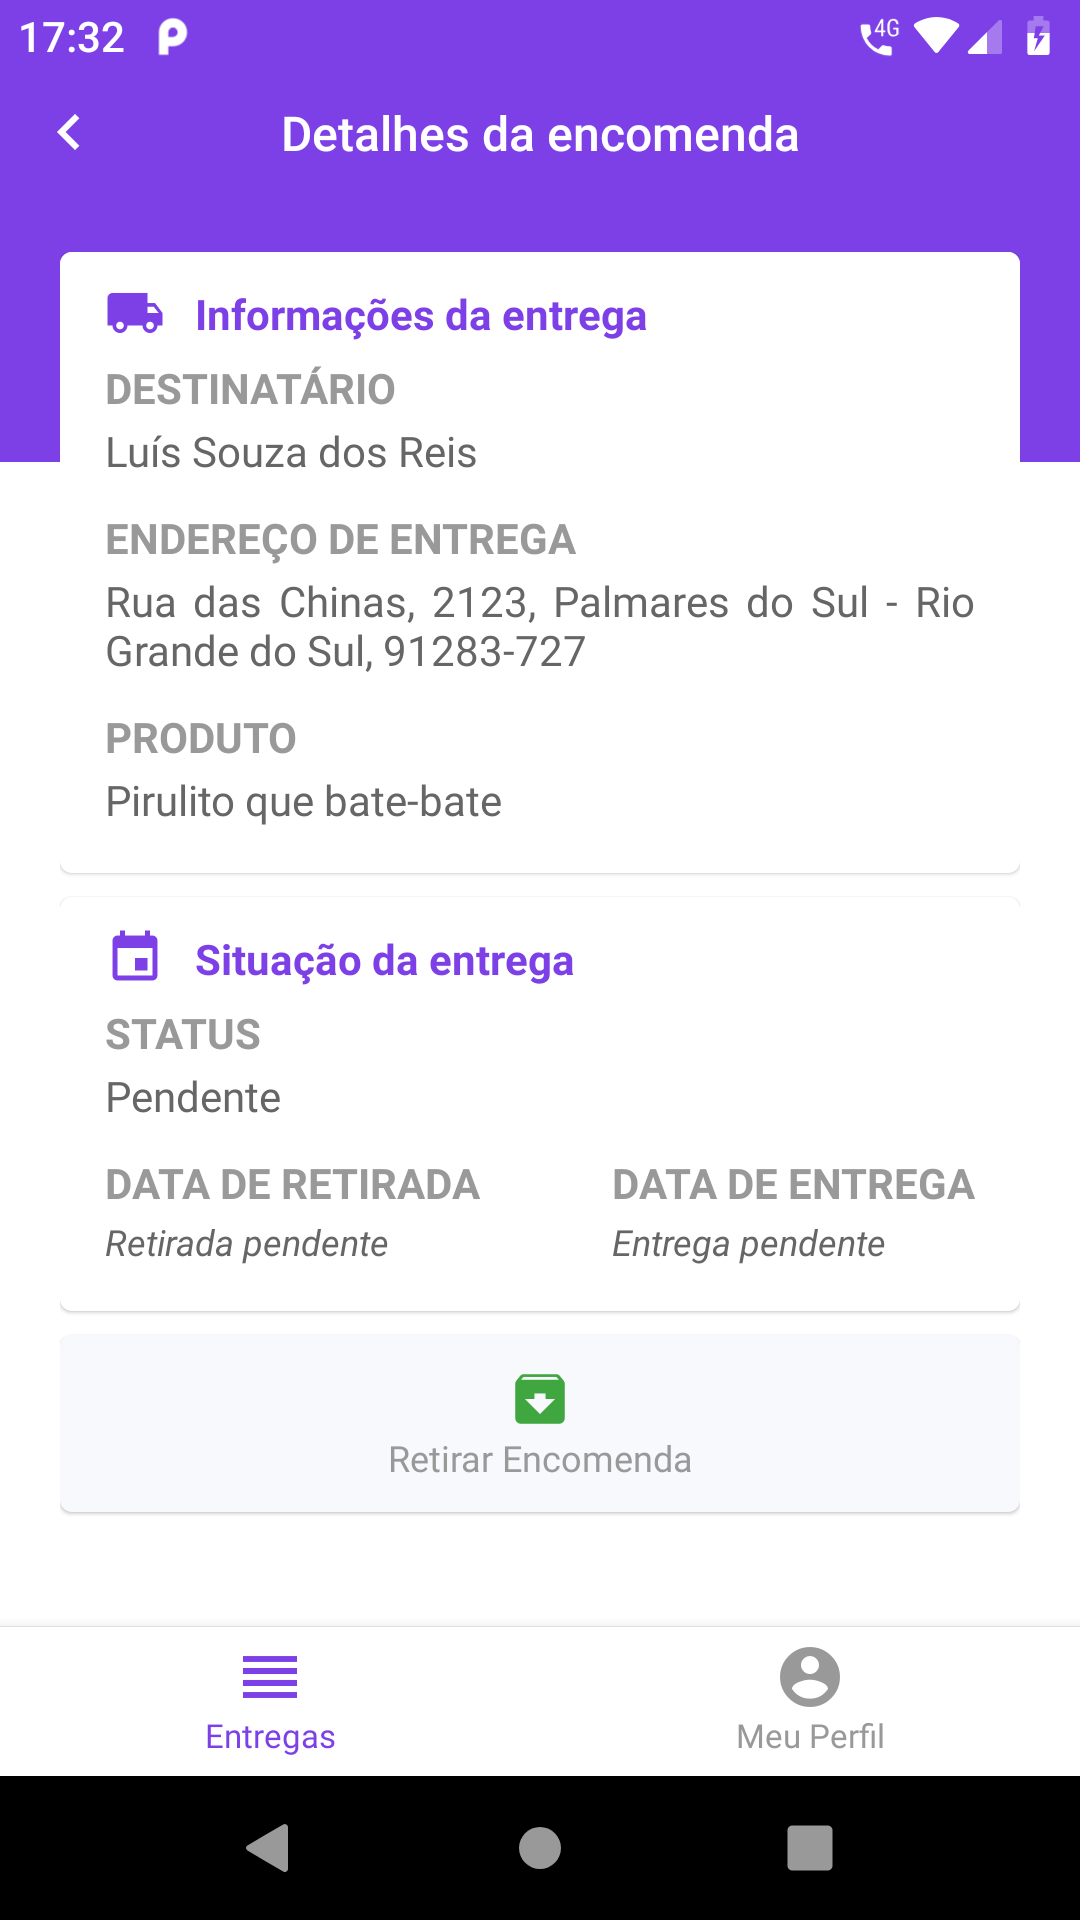 17:32
4G
Detalhes da encomenda
Informações da entrega
DESTINATÁRIO
Luís Souza dos Reis
ENDEREÇO DE ENTREGA
Rua das Chinas, 2123, Palmares do Sul - Rio
Grande do Sul, 91283-727
PRODUTO
Pirulito que bate-bate
Situação da entrega
STATUS
Pendente
DATA DE RETIRADA DATA DE ENTREGA
Retirada pendente Entrega pendente
Retirar Encomenda
Entregas Meu Perfil